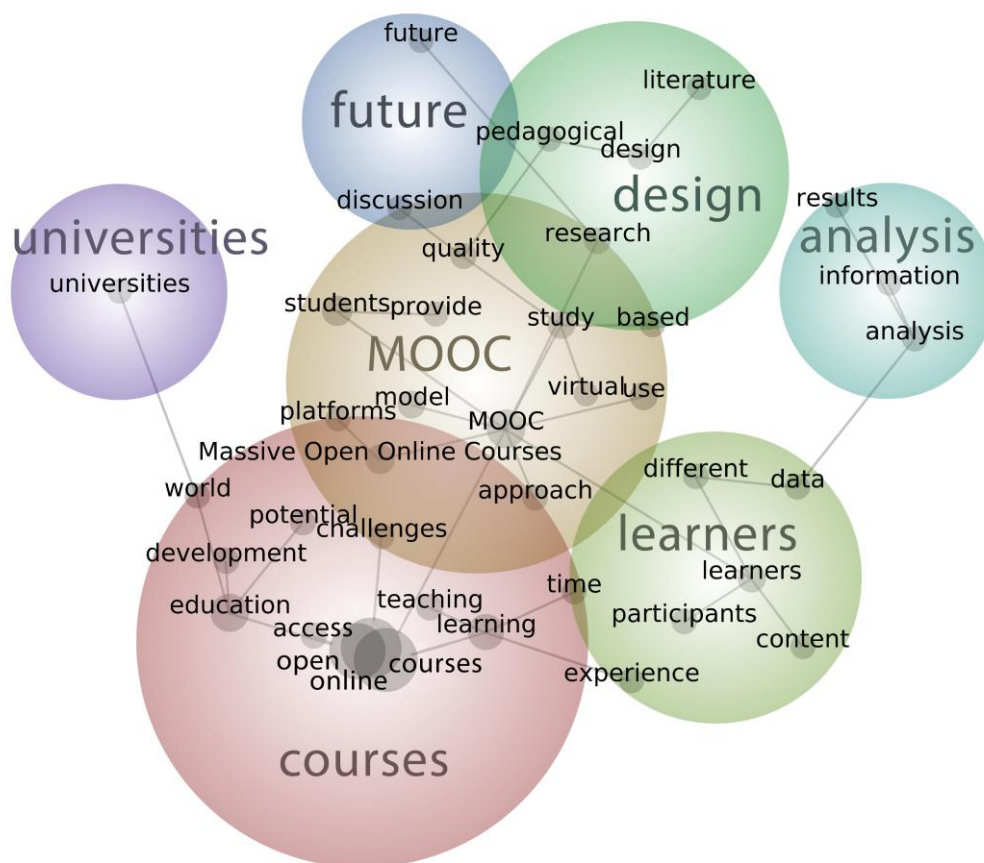 future
literature
future
pedagogical
design
design
discussion
results
universities
research
analysis
quality
universities
information
students
provide
study
based
analysis
MOOC
model
virtual
use
platforms
MOOC
Massive Open Online Courses
different
world
approach
data
potential
challenges
learners
development
learners
time
education
teaching
participants
access
learning
content
open
courses
online
experience
courses